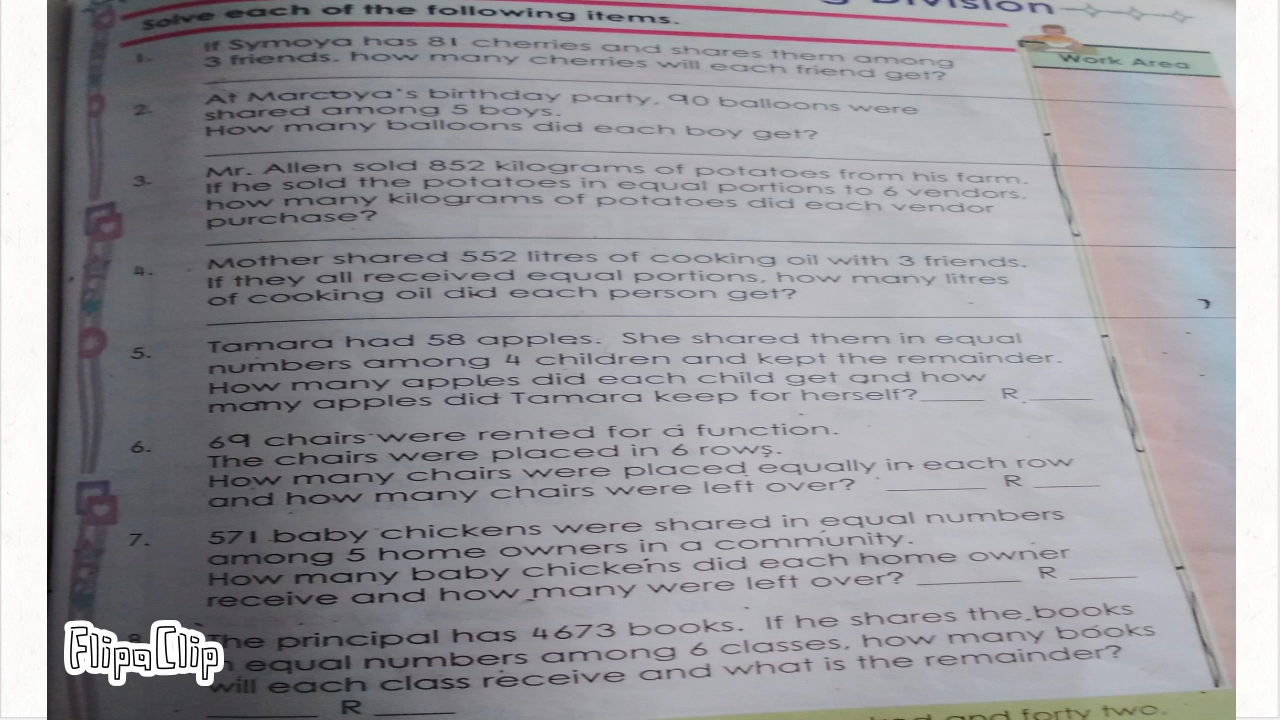 Division
Solve each of the following items.
Work Area
1. If Symoya has 81 cherries and shares them among
3 friends, how many cherries will each friend get?
2. At Marcoya's birthday party, 90 balloons were
shared among 5 boys.
How many balloons did each boy get?
3. Mr. Allen sold 852 kilograms of potatoes from his farm.
If he sold the potatoes in equal portions to 6 vendors,
how many kilograms of potatoes did each vendor
purchase?
4. Mother shared 552 litres of cooking oil with 3 friends.
If they all received equal portions, how many litres
of cooking oil did each person get?
5. Tamara had 58 apples. She shared them in equal
numbers among 4 children and kept the remainder.
How many apples did each child get and how
many apples did Tamara keep for herself? _____ R _____
6. 69 chairs were rented for a function.
The chairs were placed in 6 rows.
How many chairs were placed equally in each row
and how many chairs were left over? _____ R _____
7. 571 baby chickens were shared in equal numbers
among 5 home owners in a community.
How many baby chickens did each home owner
receive and how many were left over? _____ R _____
8. The principal has 4673 books. If he shares the books
equal numbers among 6 classes, how many books
will each class receive and what is the remainder?
_____ R _____
and forty two.
FlipaClip